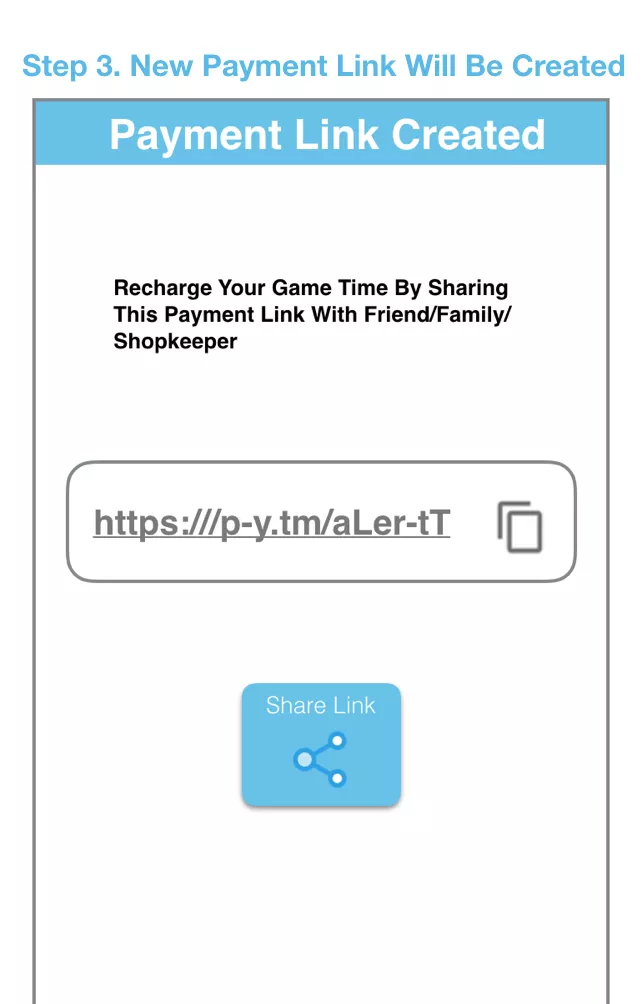 Step 3. New Payment Link Will Be Created
Payment Link Created
Recharge Your Game Time By Sharing
This Payment Link With Friend/Family/
Shopkeeper
https:///p-y.tm/aLer-tT
Share Link